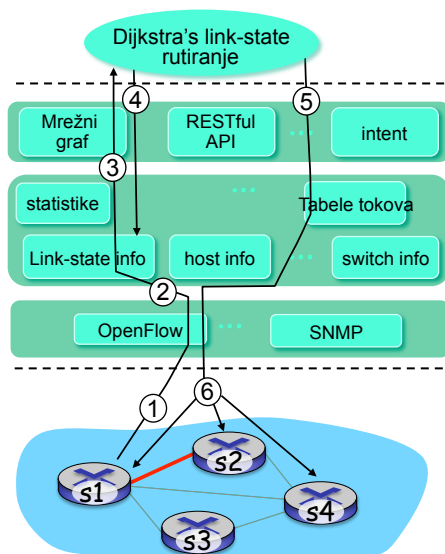 Dijkstra's link-state
rutiranje
4
5
Mrežni
graf
RESTful
API
intent
3
statistike
Tabele tokova
Link-state info
host info
switch info
2
OpenFlow
SNMP
1
6
s2
s1
s4
s3